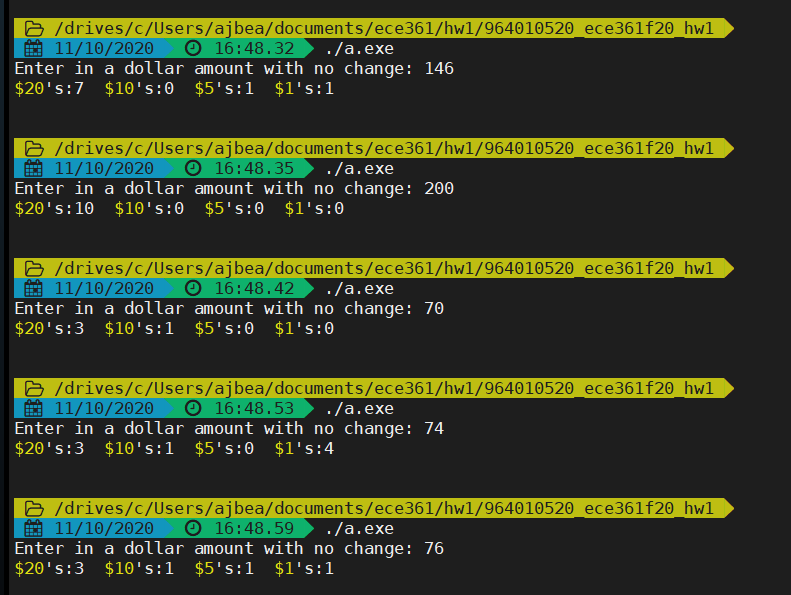 /drives/c/Users/ajbea/documents/ece361/hw1/964010520_ece361f20_hw1
11/10/2020 16:48.32 ./a.exe
Enter in a dollar amount with no change: 146
$20's:7 $10's:0 $5's:1 $1's:1
/drives/c/Users/ajbea/documents/ece361/hw1/964010520_ece361f20_hw1
11/10/2020 16:48.35 ./a.exe
Enter in a dollar amount with no change: 200
$20's:10 $10's:0 $5's:0 $1's:0
/drives/c/Users/ajbea/documents/ece361/hw1/964010520_ece361f20_hw1
11/10/2020 16:48.42 ./a.exe
Enter in a dollar amount with no change: 70
$20's:3 $10's:1 $5's:0 $1's:0
/drives/c/Users/ajbea/documents/ece361/hw1/964010520_ece361f20_hw1
11/10/2020 16:48.53 ./a.exe
Enter in a dollar amount with no change: 74
$20's:3 $10's:1 $5's:0 $1's:4
/drives/c/Users/ajbea/documents/ece361/hw1/964010520_ece361f20_hw1
11/10/2020 16:48.59 ./a.exe
Enter in a dollar amount with no change: 76
$20's:3 $10's:1 $5's:1 $1's:1